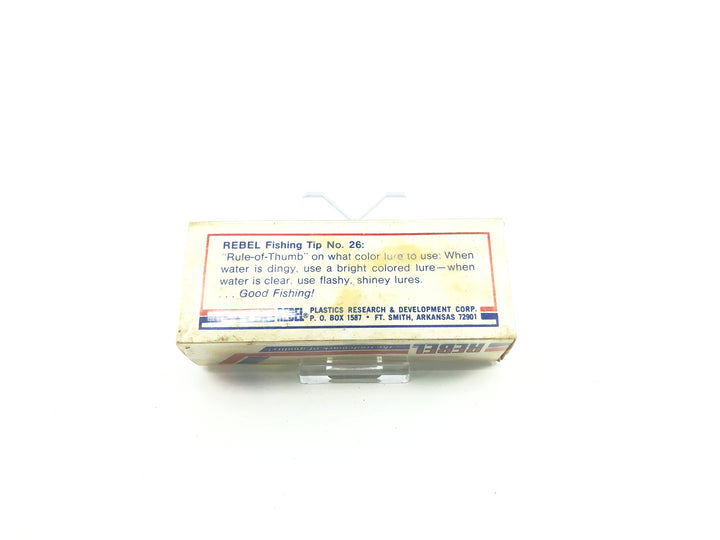 REBEL Fishing Tip No. 26:
"Rule-of-Thumb" on what color lure to use: When
water is dingy, use a bright colored lure—when
water is clear, use flashy, shiney lures.
. . . Good Fishing!
REBEL® PLASTICS RESEARCH & DEVELOPMENT CORP.
P. O. BOX 1587 • FT. SMITH, ARKANSAS 72901
REBEL